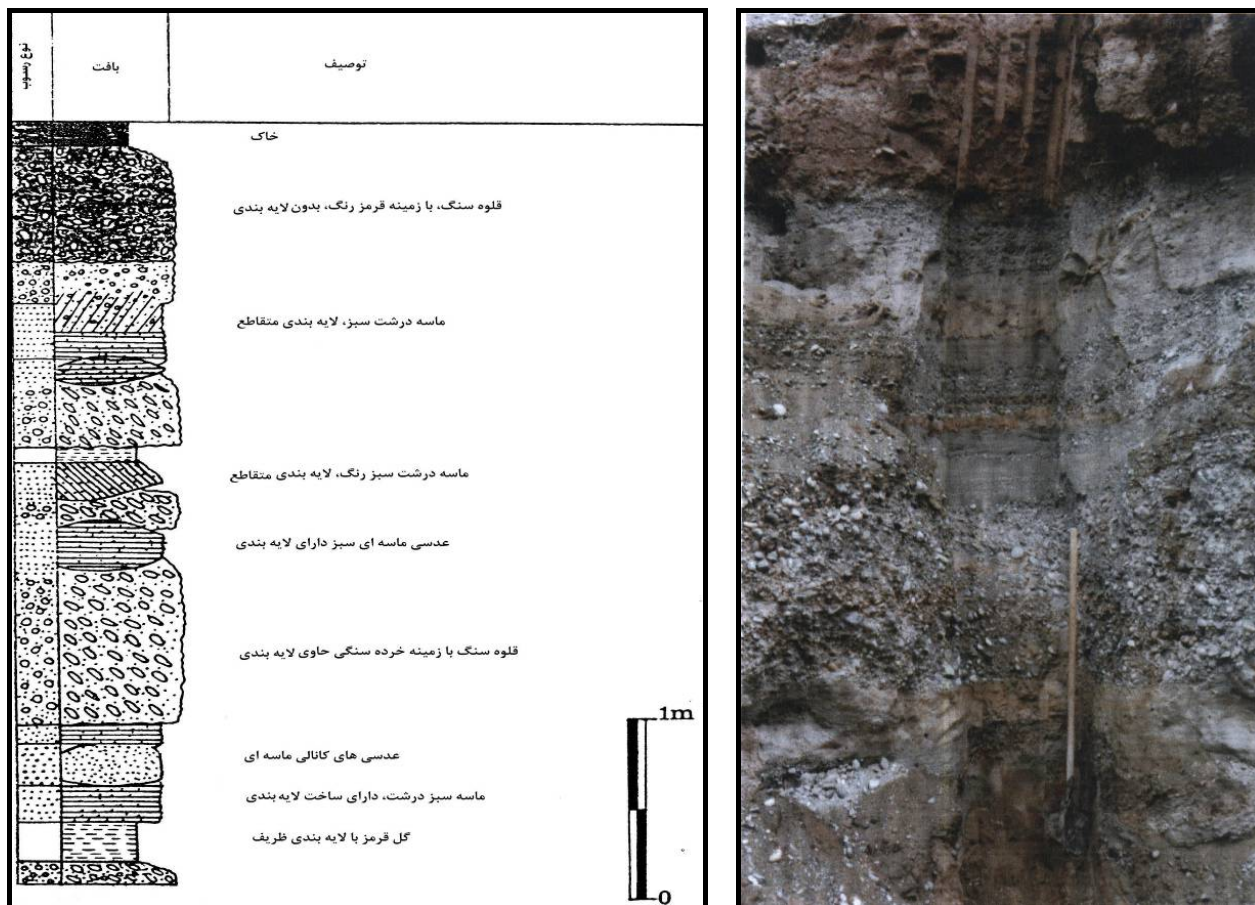 توصیف
بافت
نوع رسوب
خاک
قلوه سنگ، با زمینه قرمز رنگ، بدون لایه بندی
ماسه درشت سبز، لایه بندی متقاطع
ماسه درشت سبز رنگ، لایه بندی متقاطع
عدسی ماسه ای سبز دارای لایه بندی
قلوه سنگ با زمینه خرده سنگی حاوی لایه بندی
عدسی های کانالی ماسه ای
ماسه سبز درشت، دارای ساخت لایه بندی
گل قرمز با لایه بندی ظریف
1m
0